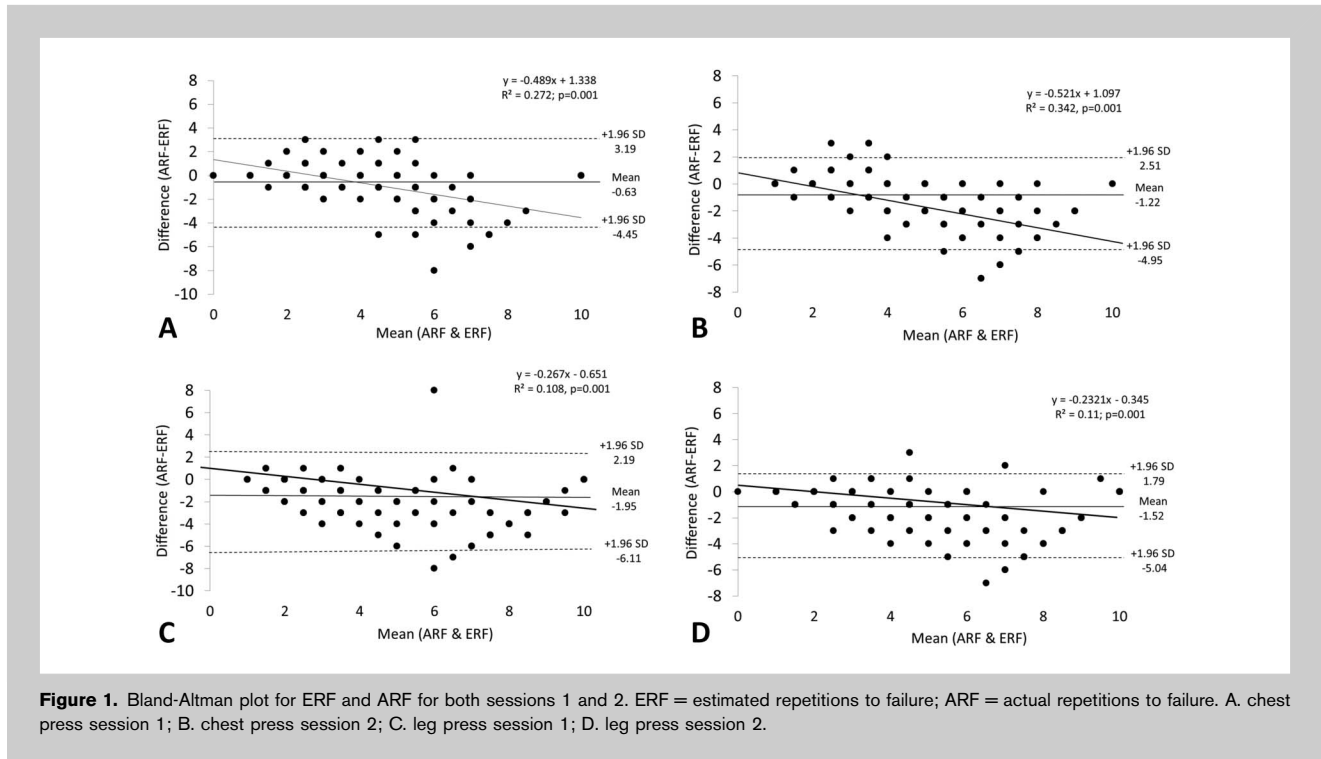 y = -0.489x + 1.338
R² = 0.272; p=0.001
8
6
4
2
0
-2
-4
-6
-8
-10
Difference (ARF-ERF)
+1.96 SD
3.19
Mean
-0.63
+1.96 SD
-4.45
0 2 4 6 8 10
Mean (ARF & ERF)
A
y = -0.521x + 1.097
R² = 0.342, p=0.001
8
6
4
2
0
-2
-4
-6
-8
Difference (ARF-ERF)
+1.96 SD
2.51
Mean
-1.22
+1.96 SD
-4.95
0 2 4 6 8 10
Mean (ARF & ERF)
B
y = -0.267x - 0.651
R² = 0.108, p=0.001
8
6
4
2
0
-2
-4
-6
-8
-10
Difference (ARF-ERF)
+1.96 SD
2.19
Mean
-1.95
+1.96 SD
-6.11
0 2 4 6 8 10
Mean (ARF & ERF)
C
y = -0.2321x - 0.345
R² = 0.11; p=0.001
8
6
4
2
0
-2
-4
-6
-8
Difference (ARF-ERF)
+1.96 SD
1.79
Mean
-1.52
+1.96 SD
-5.04
0 2 4 6 8 10
Mean (ARF & ERF)
D
Figure 1. Bland-Altman plot for ERF and ARF for both sessions 1 and 2. ERF = estimated repetitions to failure; ARF = actual repetitions to failure. A. chest
press session 1; B. chest press session 2; C. leg press session 1; D. leg press session 2.